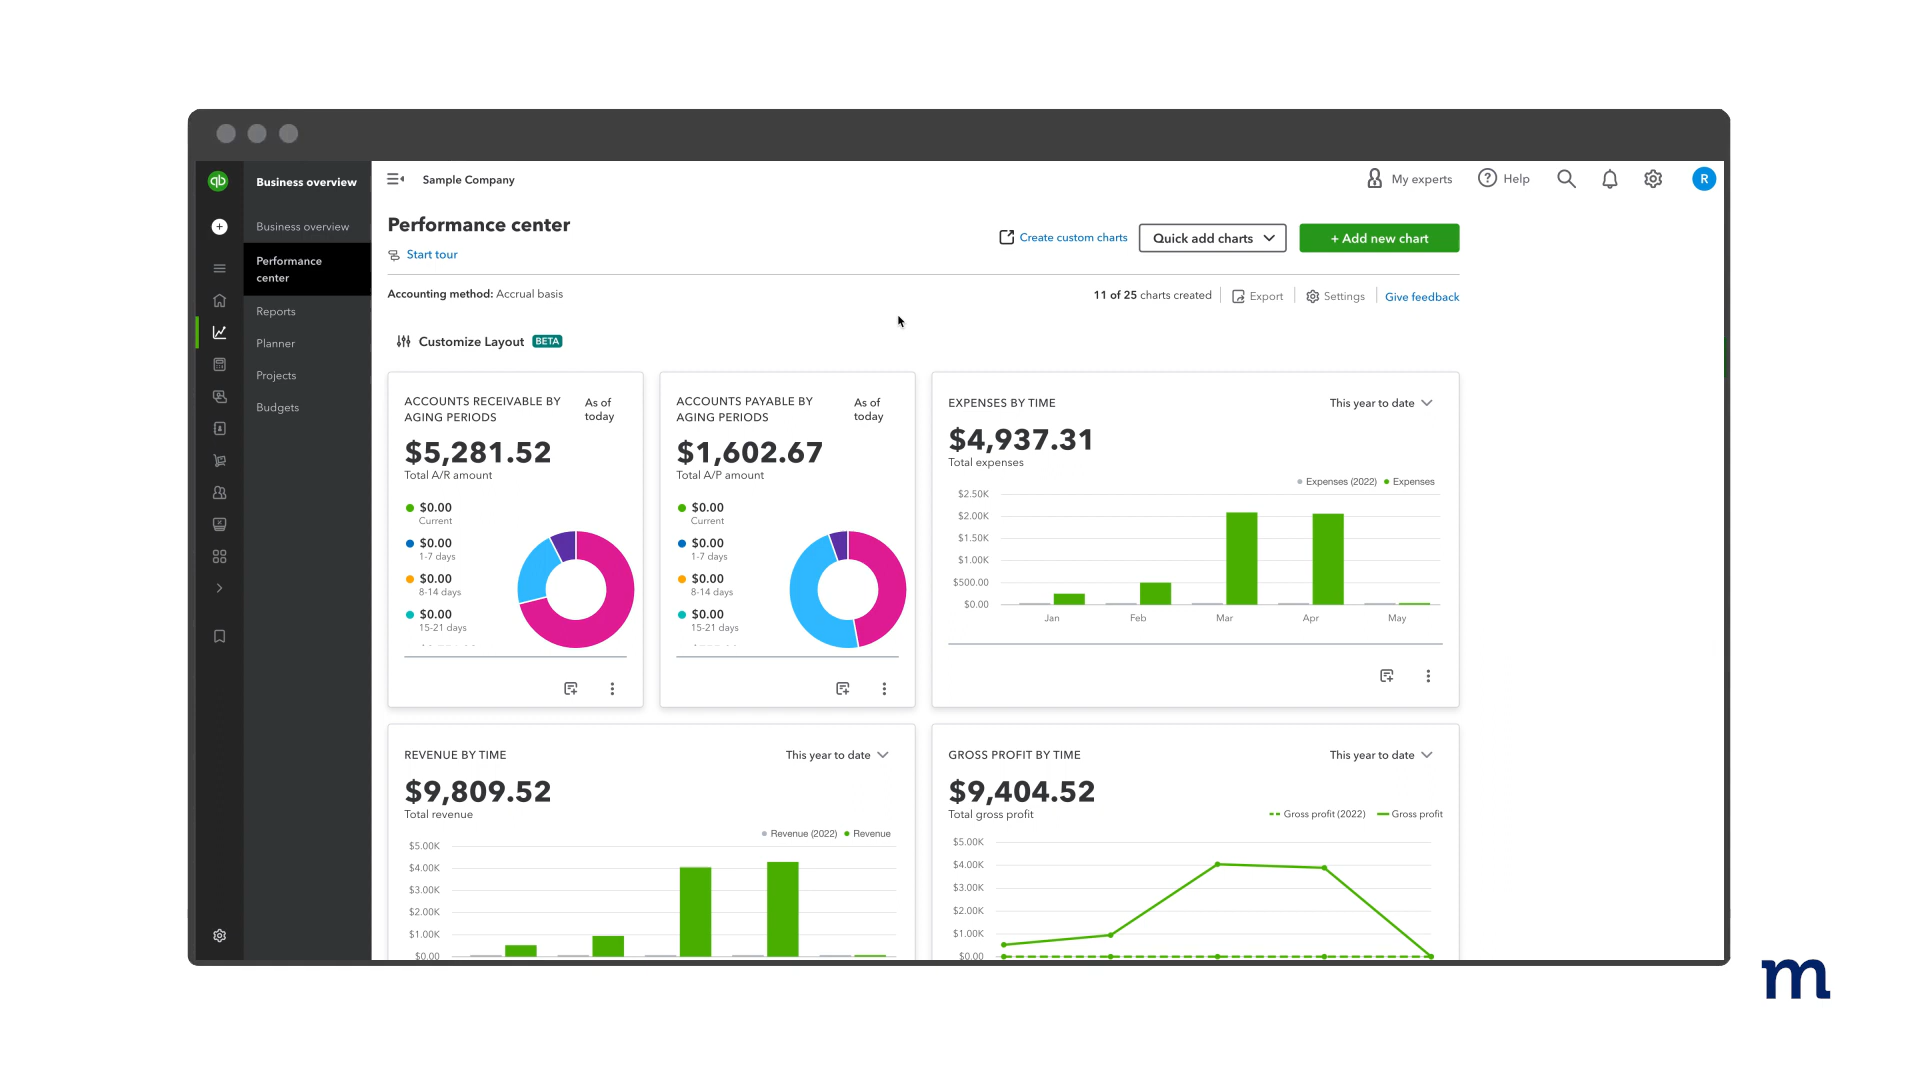 qb
Business overview
Sample Company
My experts
Help
R
Business overview
Performance
center
Reports
Planner
Projects
Budgets
Performance center
Start tour
Create custom charts
Quick add charts
+ Add new chart
Accounting method: Accrual basis
11 of 25 charts created
Export
Settings
Give feedback
Customize Layout BETA
ACCOUNTS RECEIVABLE BY
AGING PERIODS
As of
today
$5,281.52
Total A/R amount
$0.00
Current
$0.00
1-7 days
$0.00
8-14 days
$0.00
15-21 days
ACCOUNTS PAYABLE BY
AGING PERIODS
As of
today
$1,602.67
Total A/P amount
$0.00
Current
$0.00
1-7 days
$0.00
8-14 days
$0.00
15-21 days
EXPENSES BY TIME
This year to date
$4,937.31
Total expenses
Expenses (2022) Expenses
$2.50K
$2.00K
$1.50K
$1.00K
$500.00
$0.00
Jan Feb Mar Apr May
REVENUE BY TIME
This year to date
$9,809.52
Total revenue
Revenue (2022) Revenue
$5.00K
$4.00K
$3.00K
$2.00K
$1.00K
$0.00
GROSS PROFIT BY TIME
This year to date
$9,404.52
Total gross profit
Gross profit (2022) Gross profit
$5.00K
$4.00K
$3.00K
$2.00K
$1.00K
$0.00
m